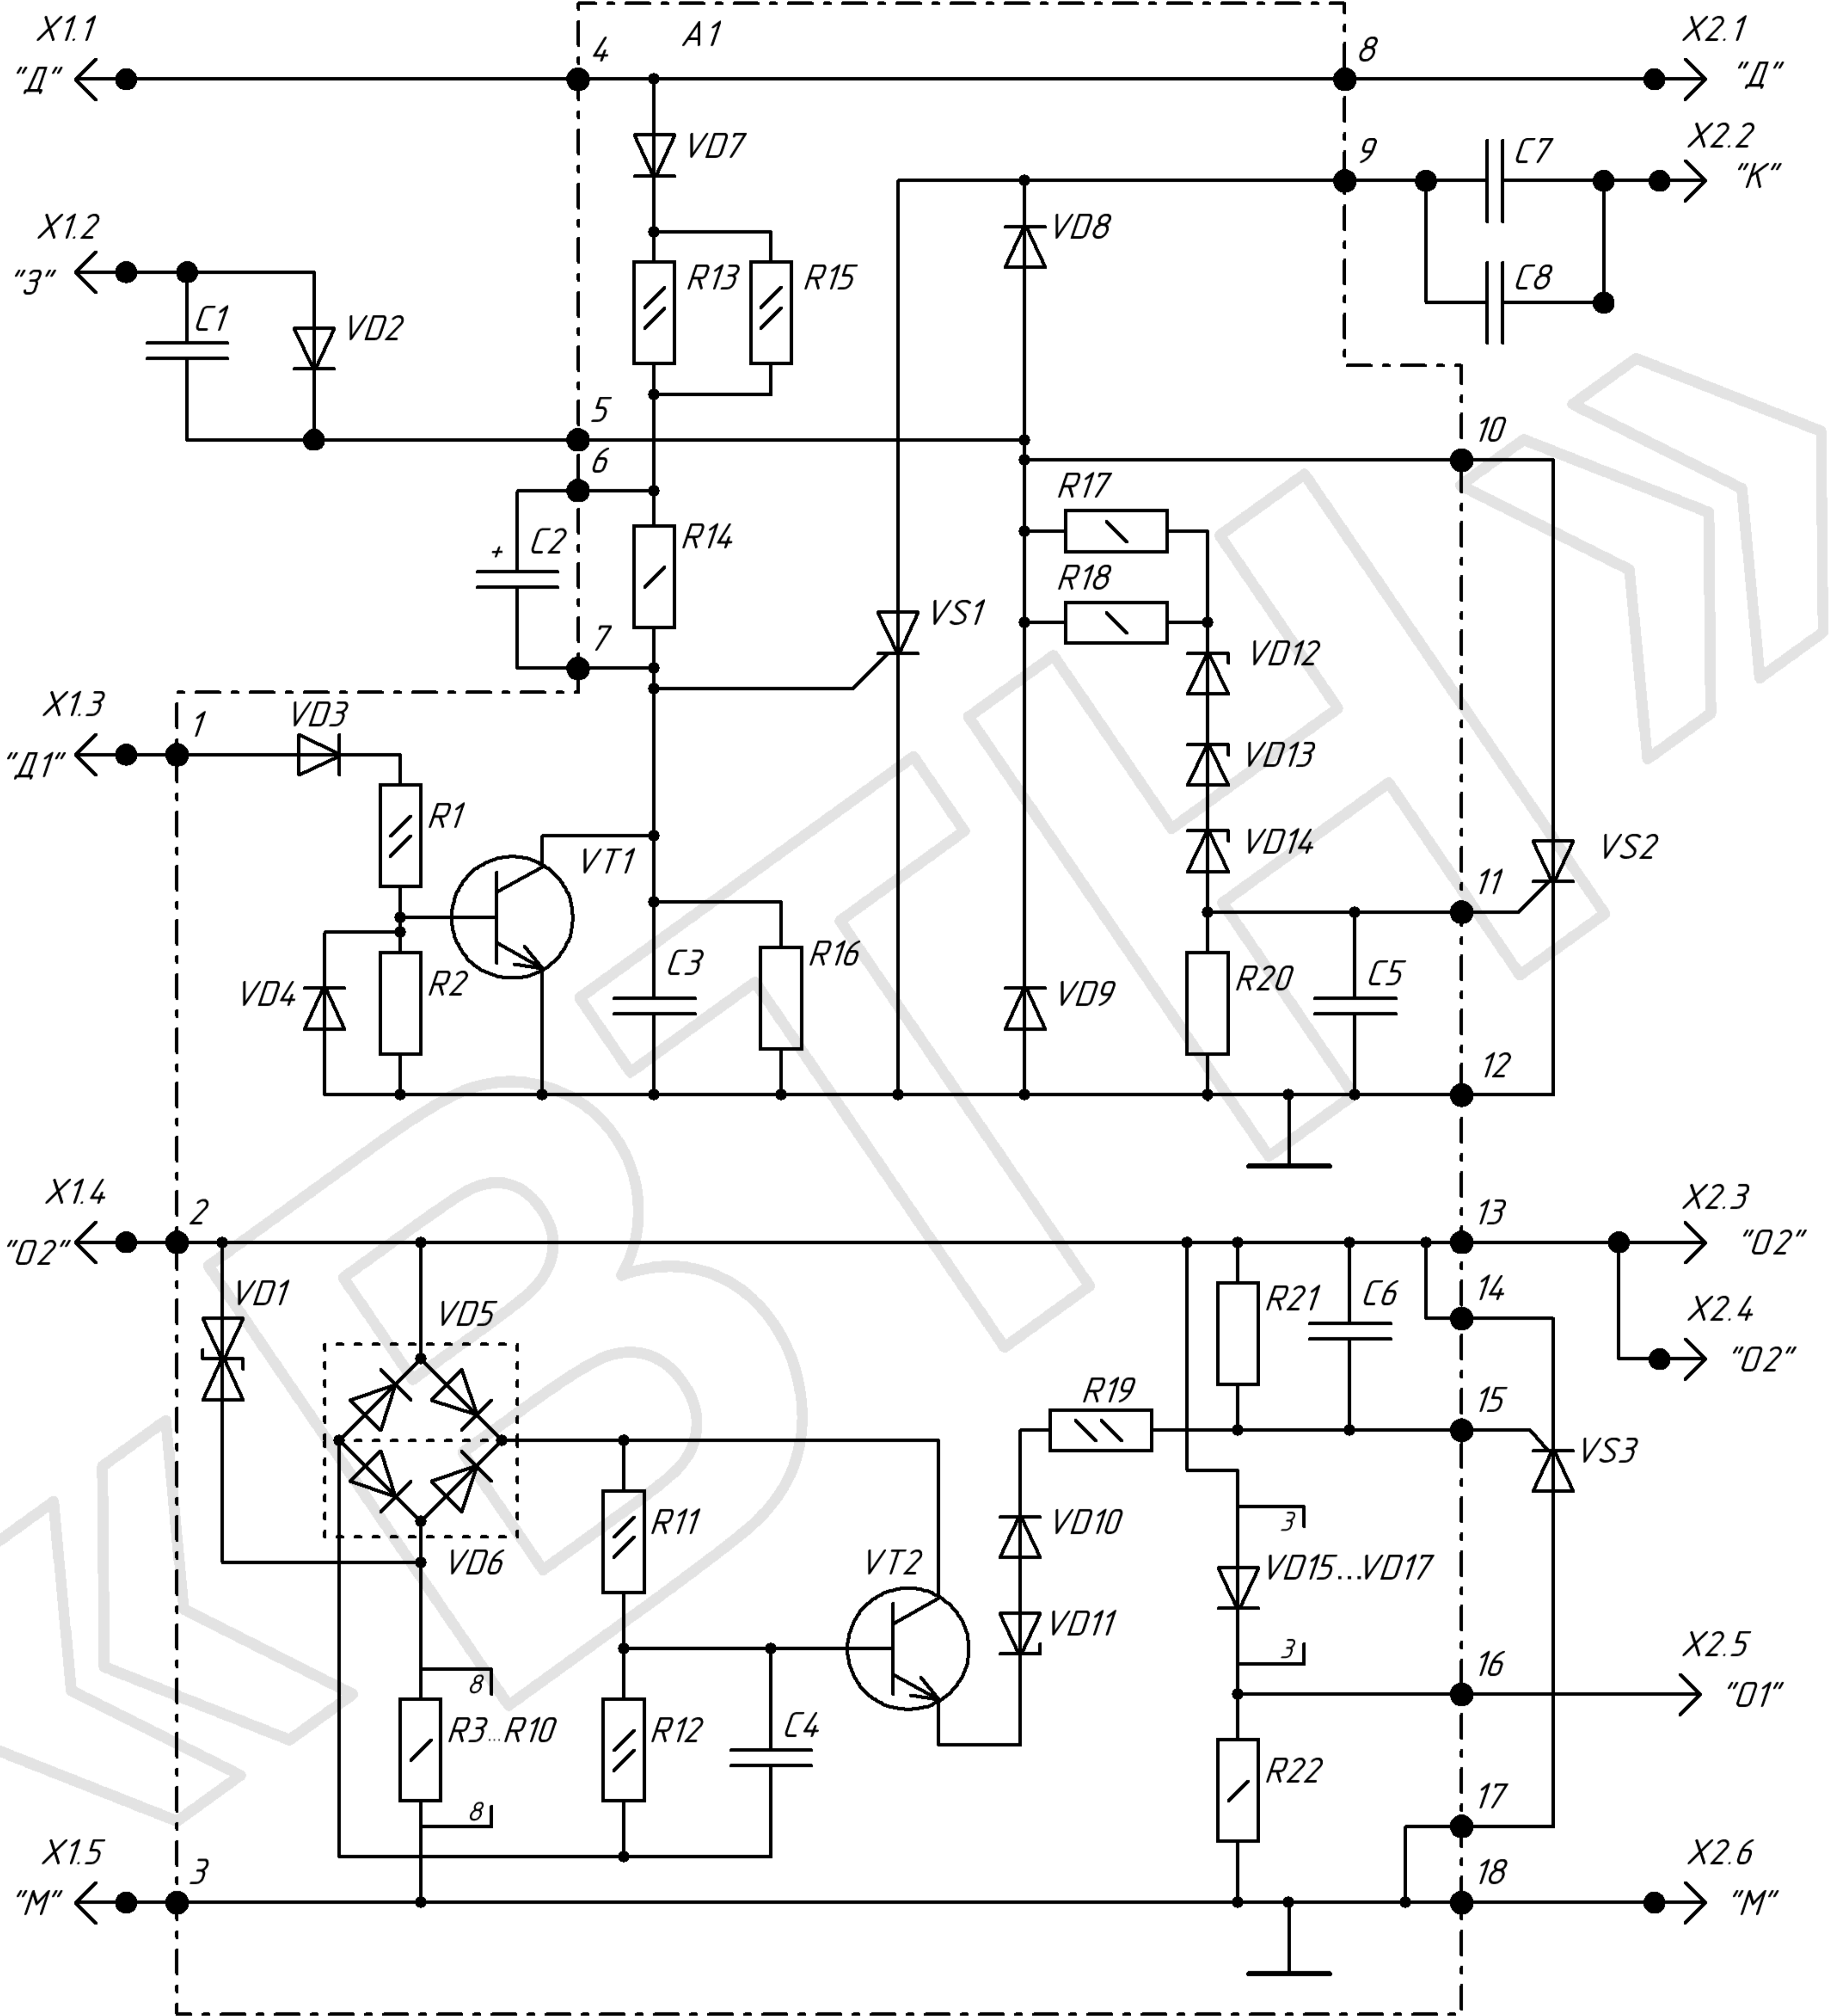 X1.1
"Д"
4
A1
8
X2.1
"Д"
VD7
9
C7
X2.2
"К"
X1.2
"З"
VD8
C1
VD2
R13
R15
C8
5
6
10
C2
+
R14
R17
R18
7
VS1
VD12
X1.3
"Д1"
1
VD3
VD13
R1
VT1
VD14
VS2
11
VD4
R2
C3
R16
VD9
R20
C5
12
X1.4
"О2"
2
13
X2.3
"О2"
VD1
VD5
R21
C6
14
X2.4
"О2"
R19
15
VS3
R11
VD10
3
VD6
VT2
VD15...VD17
VD11
3
8
R3...R10
R12
C4
16
X2.5
"О1"
R22
8
17
X1.5
"М"
3
18
X2.6
"М"
ВТН